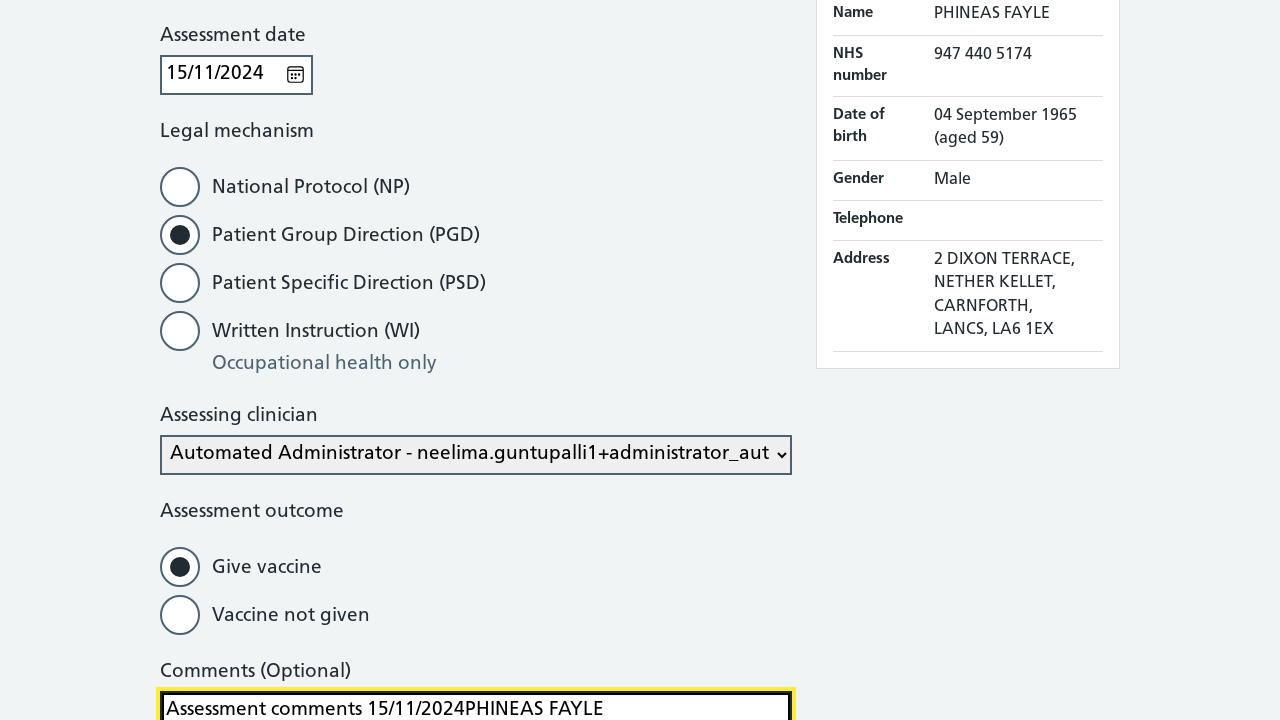 Assessment date
15/11/2024
Legal mechanism
National Protocol (NP)
Patient Group Direction (PGD)
Patient Specific Direction (PSD)
Written Instruction (WI)
Occupational health only
Assessing clinician
Automated Administrator - neelima.guntupalli1+administrator_aut
Assessment outcome
Give vaccine
Vaccine not given
Comments (Optional)
Assessment comments 15/11/2024PHINEAS FAYLE
Name PHINEAS FAYLE
NHS number 947 440 5174
Date of birth 04 September 1965
(aged 59)
Gender Male
Telephone
Address 2 DIXON TERRACE,
NETHER KELLET,
CARNFORTH,
LANCS, LA6 1EX